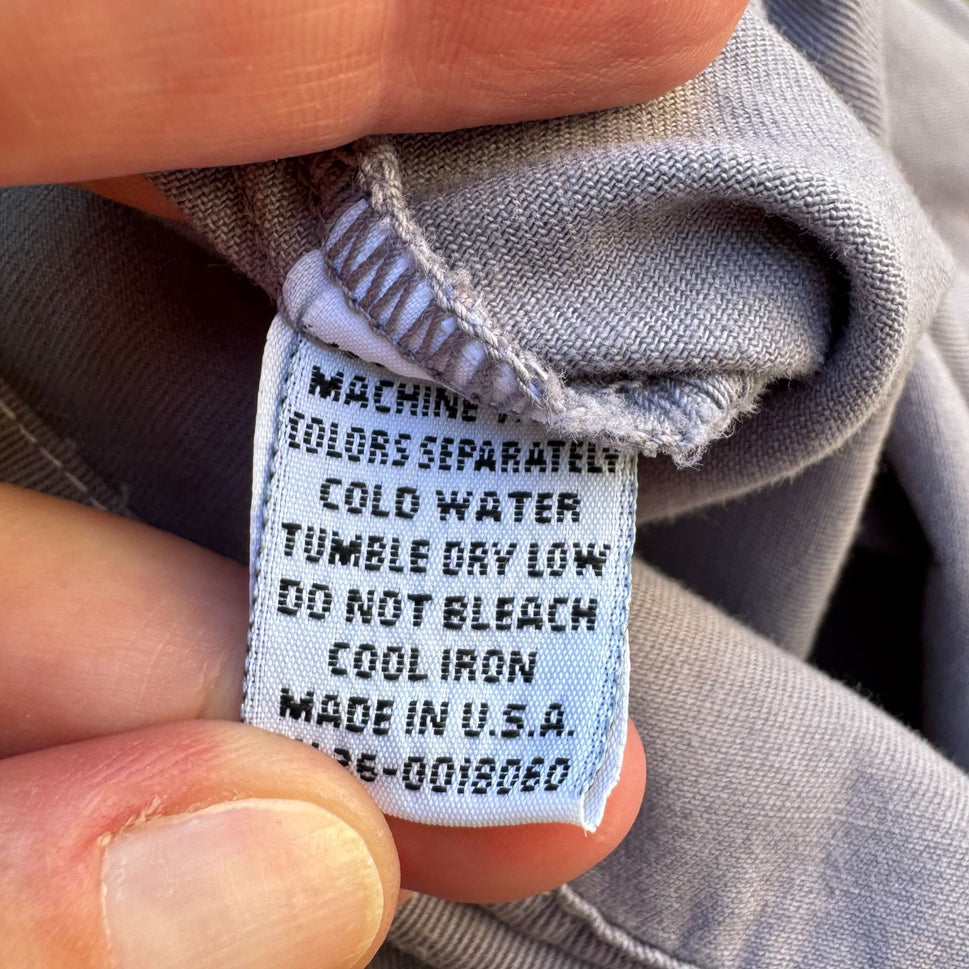 MACHINE
COLORS SEPARATELY
COLD WATER
TUMBLE DRY LOW
DO NOT BLEACH
COOL IRON
MADE IN U.S.A.